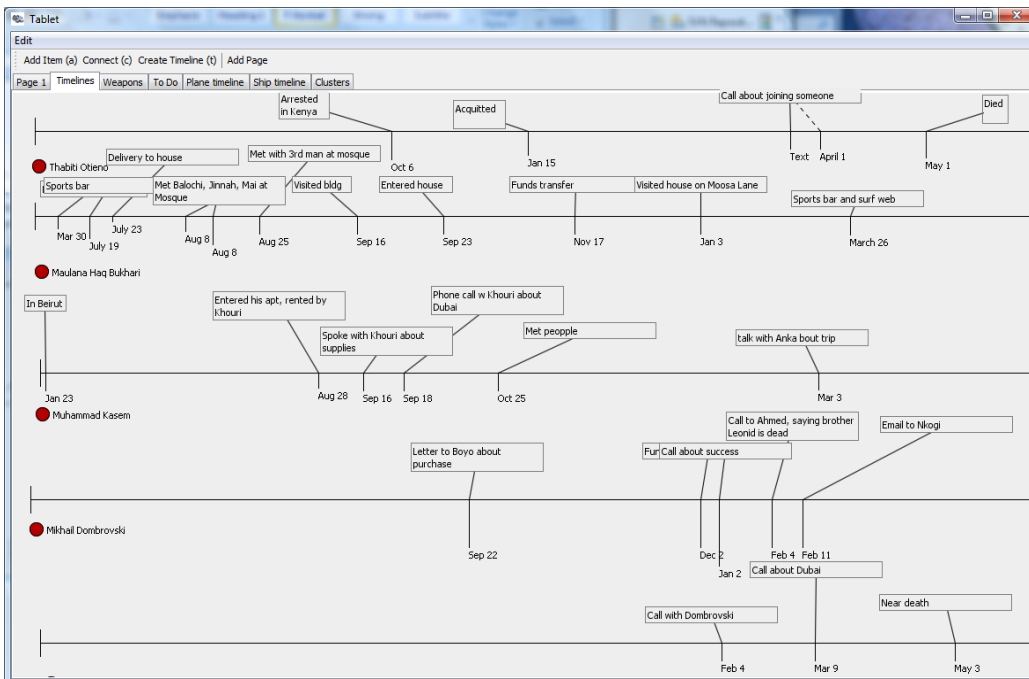 Tablet
Edit
Add Item (a) Connect (c) Create Timeline (t) Add Page
Page 1 Timelines Weapons To Do Plane timeline Ship timeline Clusters
Arrested
in Kenya
Acquitted
Call about joining someone
Died
Oct 6
Jan 15
Text
April 1
May 1
Thabiti Otieno
Delivery to house
Met with 3rd man at mosque
Sports bar
Met Balochi, Jinnah, Mai at
Mosque
Visited bldg
Entered house
Funds transfer
Visited house on Moosa Lane
Sports bar and surf web
Mar 30
July 19
July 23
Aug 8
Aug 8
Aug 25
Sep 16
Sep 23
Nov 17
Jan 3
March 26
Maulana Haq Bukhari
In Beirut
Entered his apt, rented by
Khouri
Spoke with Khouri about
supplies
Phone call w Khouri about
Dubai
Met peopple
talk with Anka bout trip
Jan 23
Aug 28
Sep 16
Sep 18
Oct 25
Mar 3
Muhammad Kasem
Letter to Boyo about
purchase
Call about success
Call to Ahmed, saying brother
Leonid is dead
Email to Nkogi
Sep 22
Dec 2
Jan 2
Feb 4
Feb 11
Mikhail Dombrovski
Call about Dubai
Call with Dombrovski
Near death
Feb 4
Mar 9
May 3